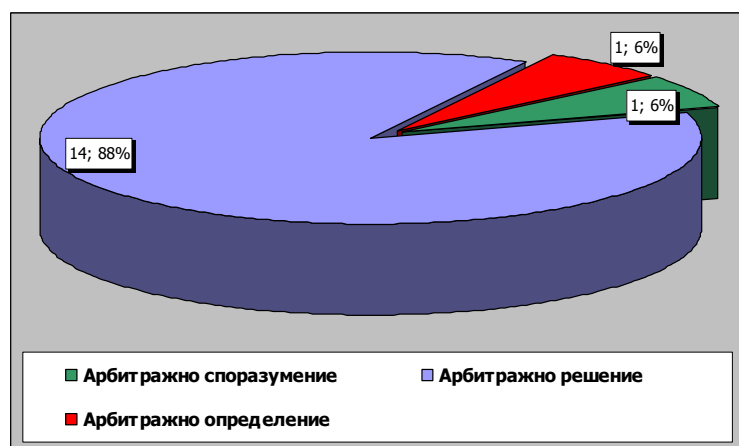 1; 6%
1; 6%
14; 88%
Арбитражно споразумение
Арбитражно решение
Арбитражно определение